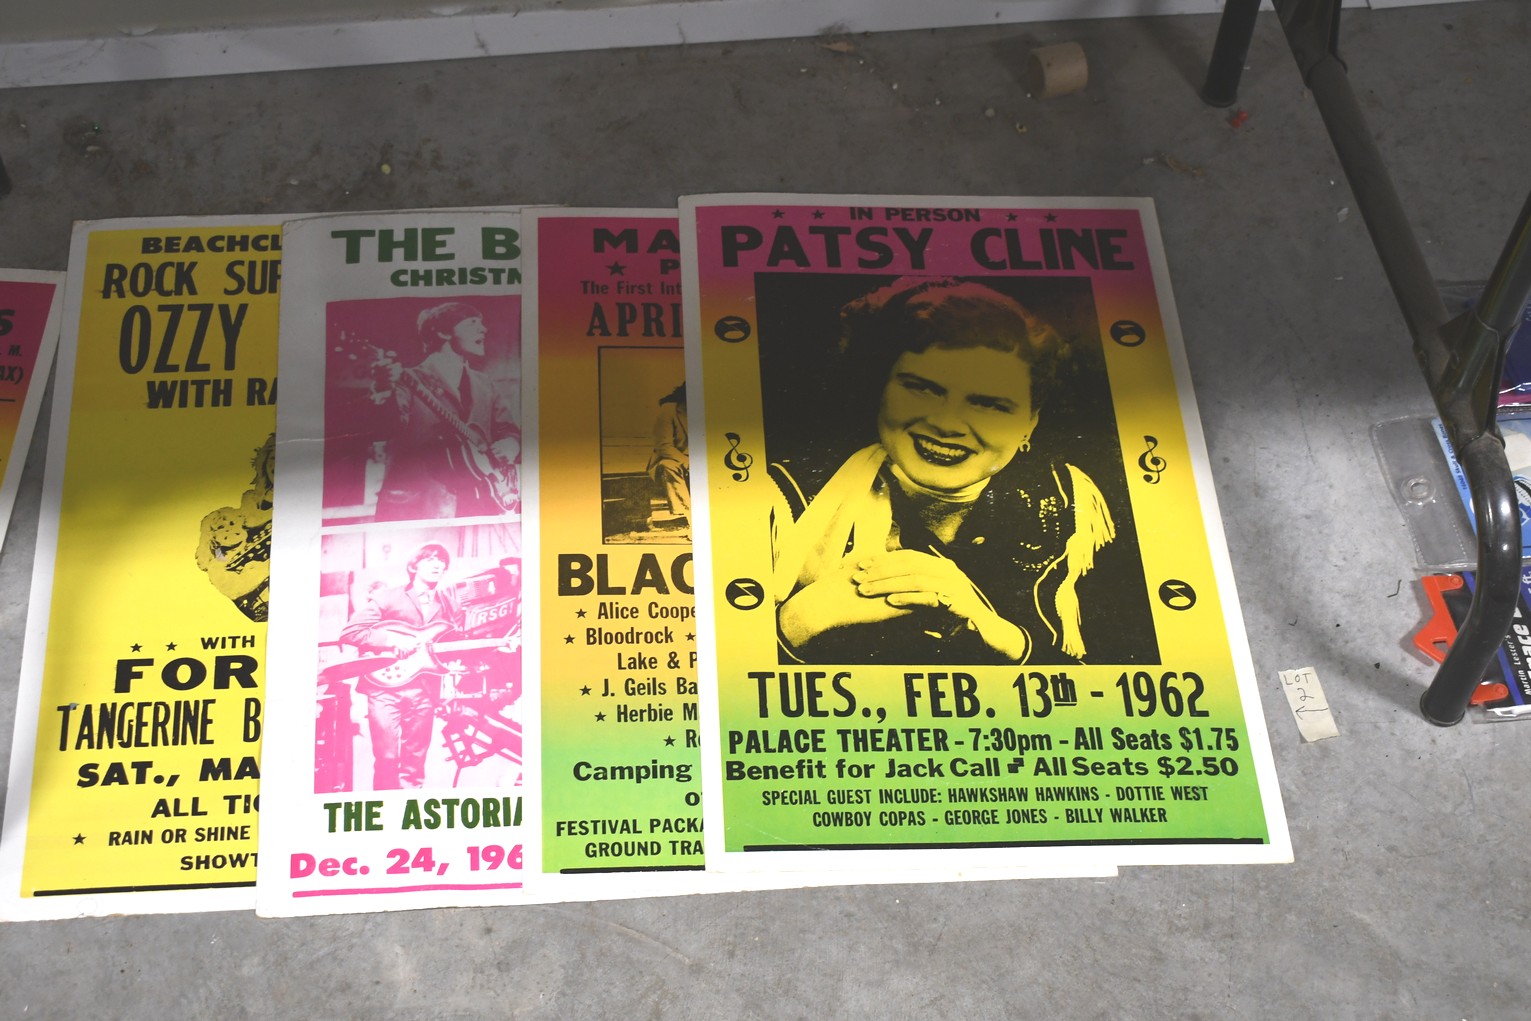 BEACHCL
ROCK SUP
OZZY
WITH RA
WITH
FOR
TANGERINE B
SAT., MA
ALL TIC
RAIN OR SHINE
SHOWT
THE B
CHRISTM
THE ASTORIA
Dec. 24, 196
MA
P
The First Int
APRI
BLAC
Alice Coope
Bloodrock
Lake & P
J. Geils Ba
Herbie M
Ro
Camping
o
FESTIVAL PACKA
GROUND TRA
IN PERSON
PATSY CLINE
TUES., FEB. 13th - 1962
PALACE THEATER - 7:30pm - All Seats $1.75
Benefit for Jack Call All Seats $2.50
SPECIAL GUEST INCLUDE: HAWKSHAW HAWKINS - DOTTIE WEST
COWBOY COPAS - GEORGE JONES - BILLY WALKER
LOT
2